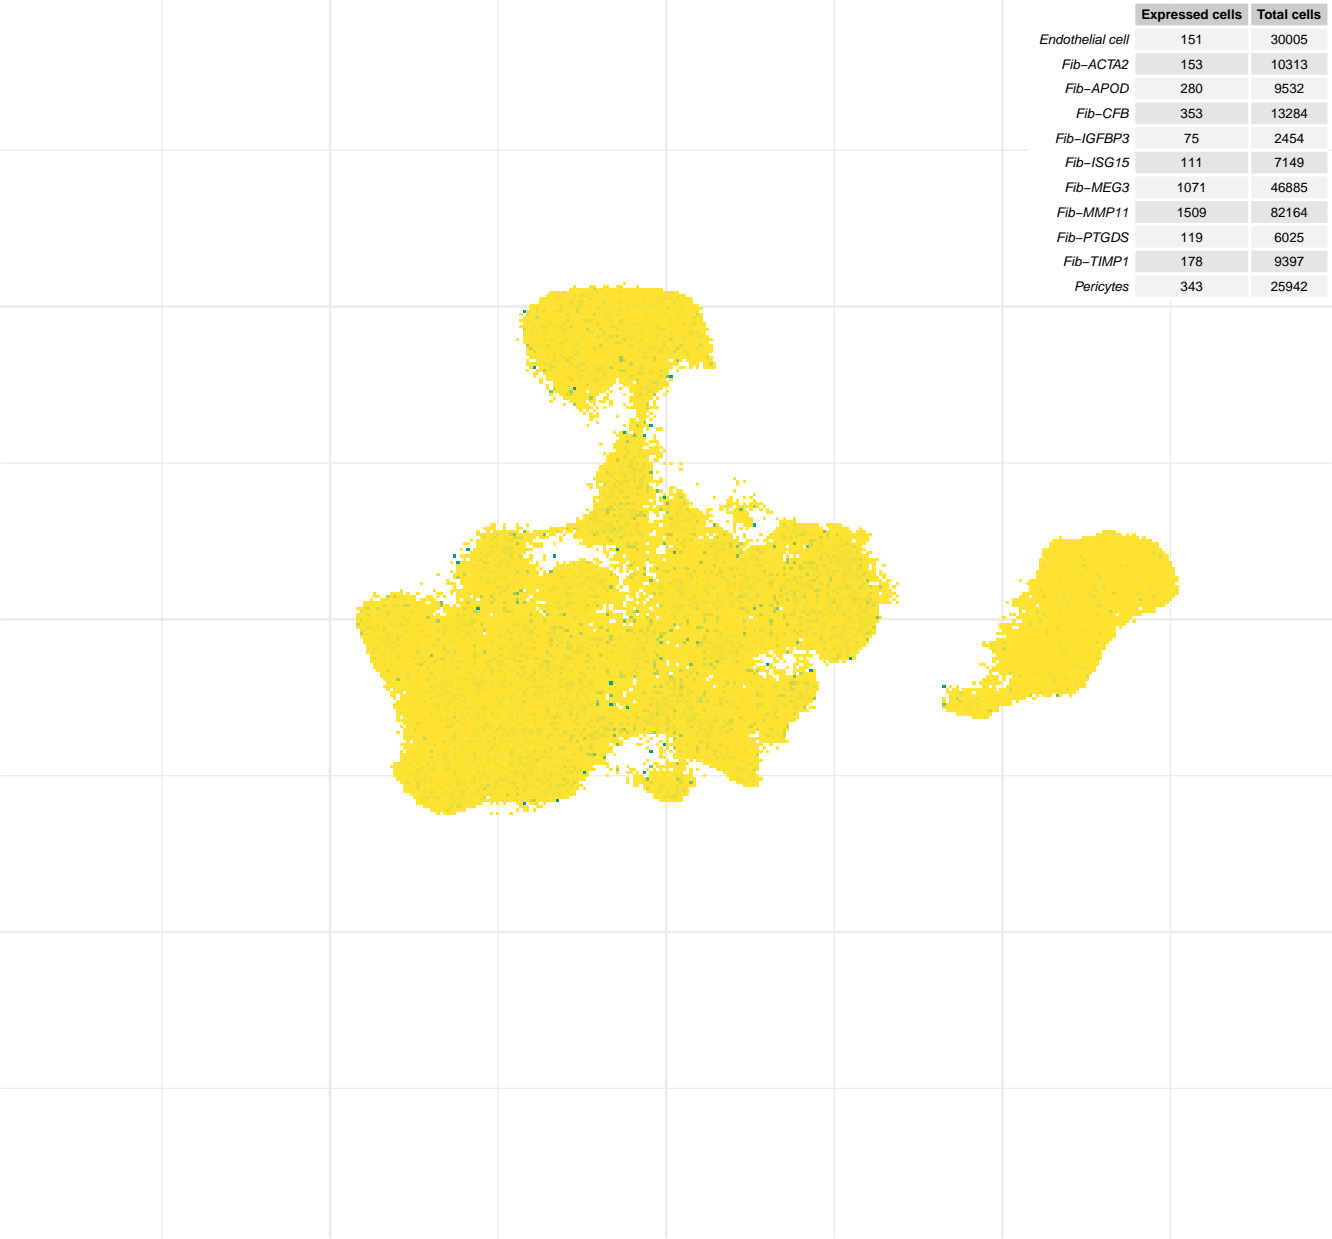 Expressed cells Total cells
Endothelial cell 151 30005
Fib−ACTA2 153 10313
Fib−APOD 280 9532
Fib−CFB 353 13284
Fib−IGFBP3 75 2454
Fib−ISG15 111 7149
Fib−MEG3 1071 46885
Fib−MMP11 1509 82164
Fib−PTGDS 119 6025
Fib−TIMP1 178 9397
Pericytes 343 25942